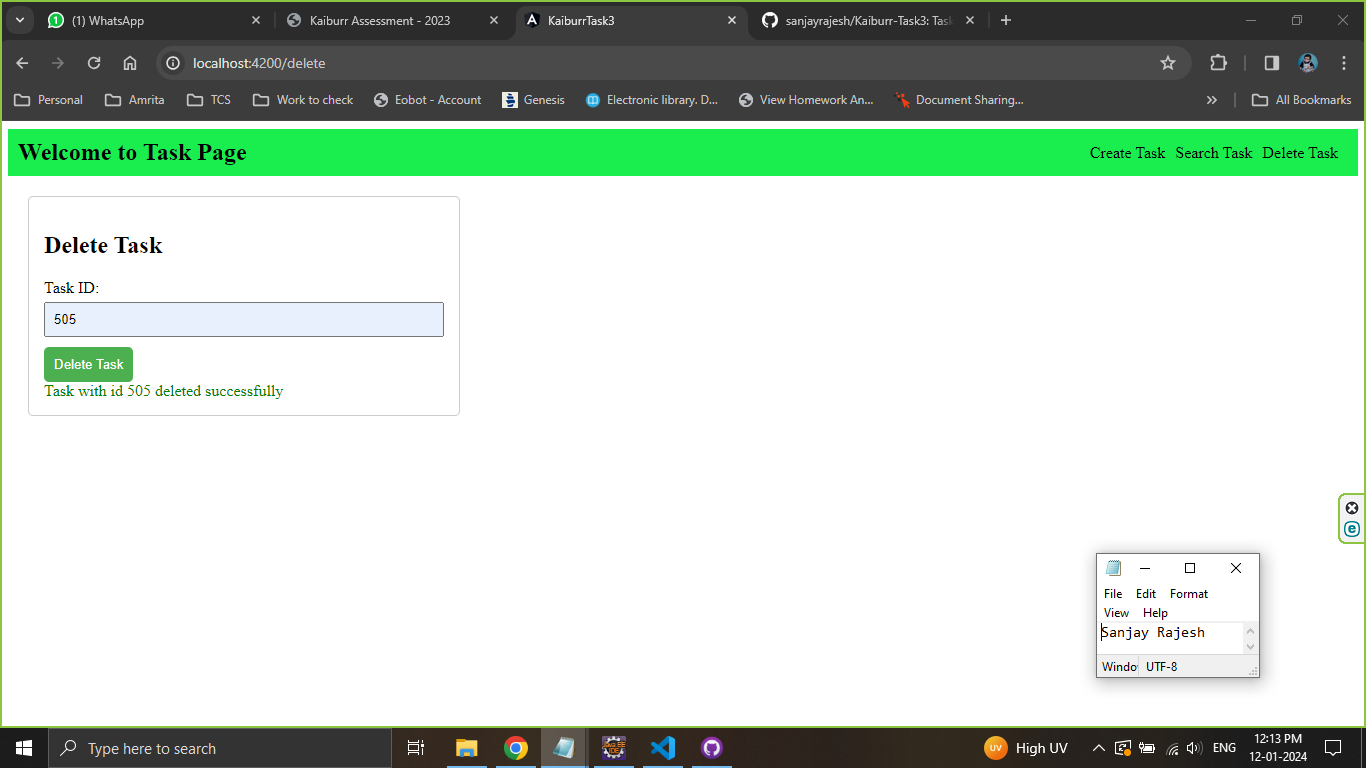 (1) WhatsApp
Kaiburr Assessment - 2023
KaiburrTask3
sanjayrajesh/Kaiburr-Task3: Task
localhost:4200/delete
Personal
Amrita
TCS
Work to check
Eobot - Account
Genesis
Electronic library. D...
View Homework An...
Document Sharing...
»
All Bookmarks
Welcome to Task Page
Create Task
Search Task
Delete Task
Delete Task
Task ID:
505
Delete Task
Task with id 505 deleted successfully
File Edit Format
View Help
Sanjay Rajesh
Windo
UTF-8
Type here to search
UV
High UV
ENG
12:13 PM
12-01-2024